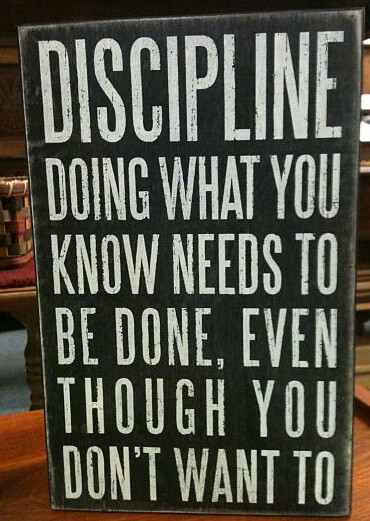 DISCIPLINE
DOING WHAT YOU
KNOW NEEDS TO
BE DONE, EVEN
THOUGH YOU
DON'T WANT TO